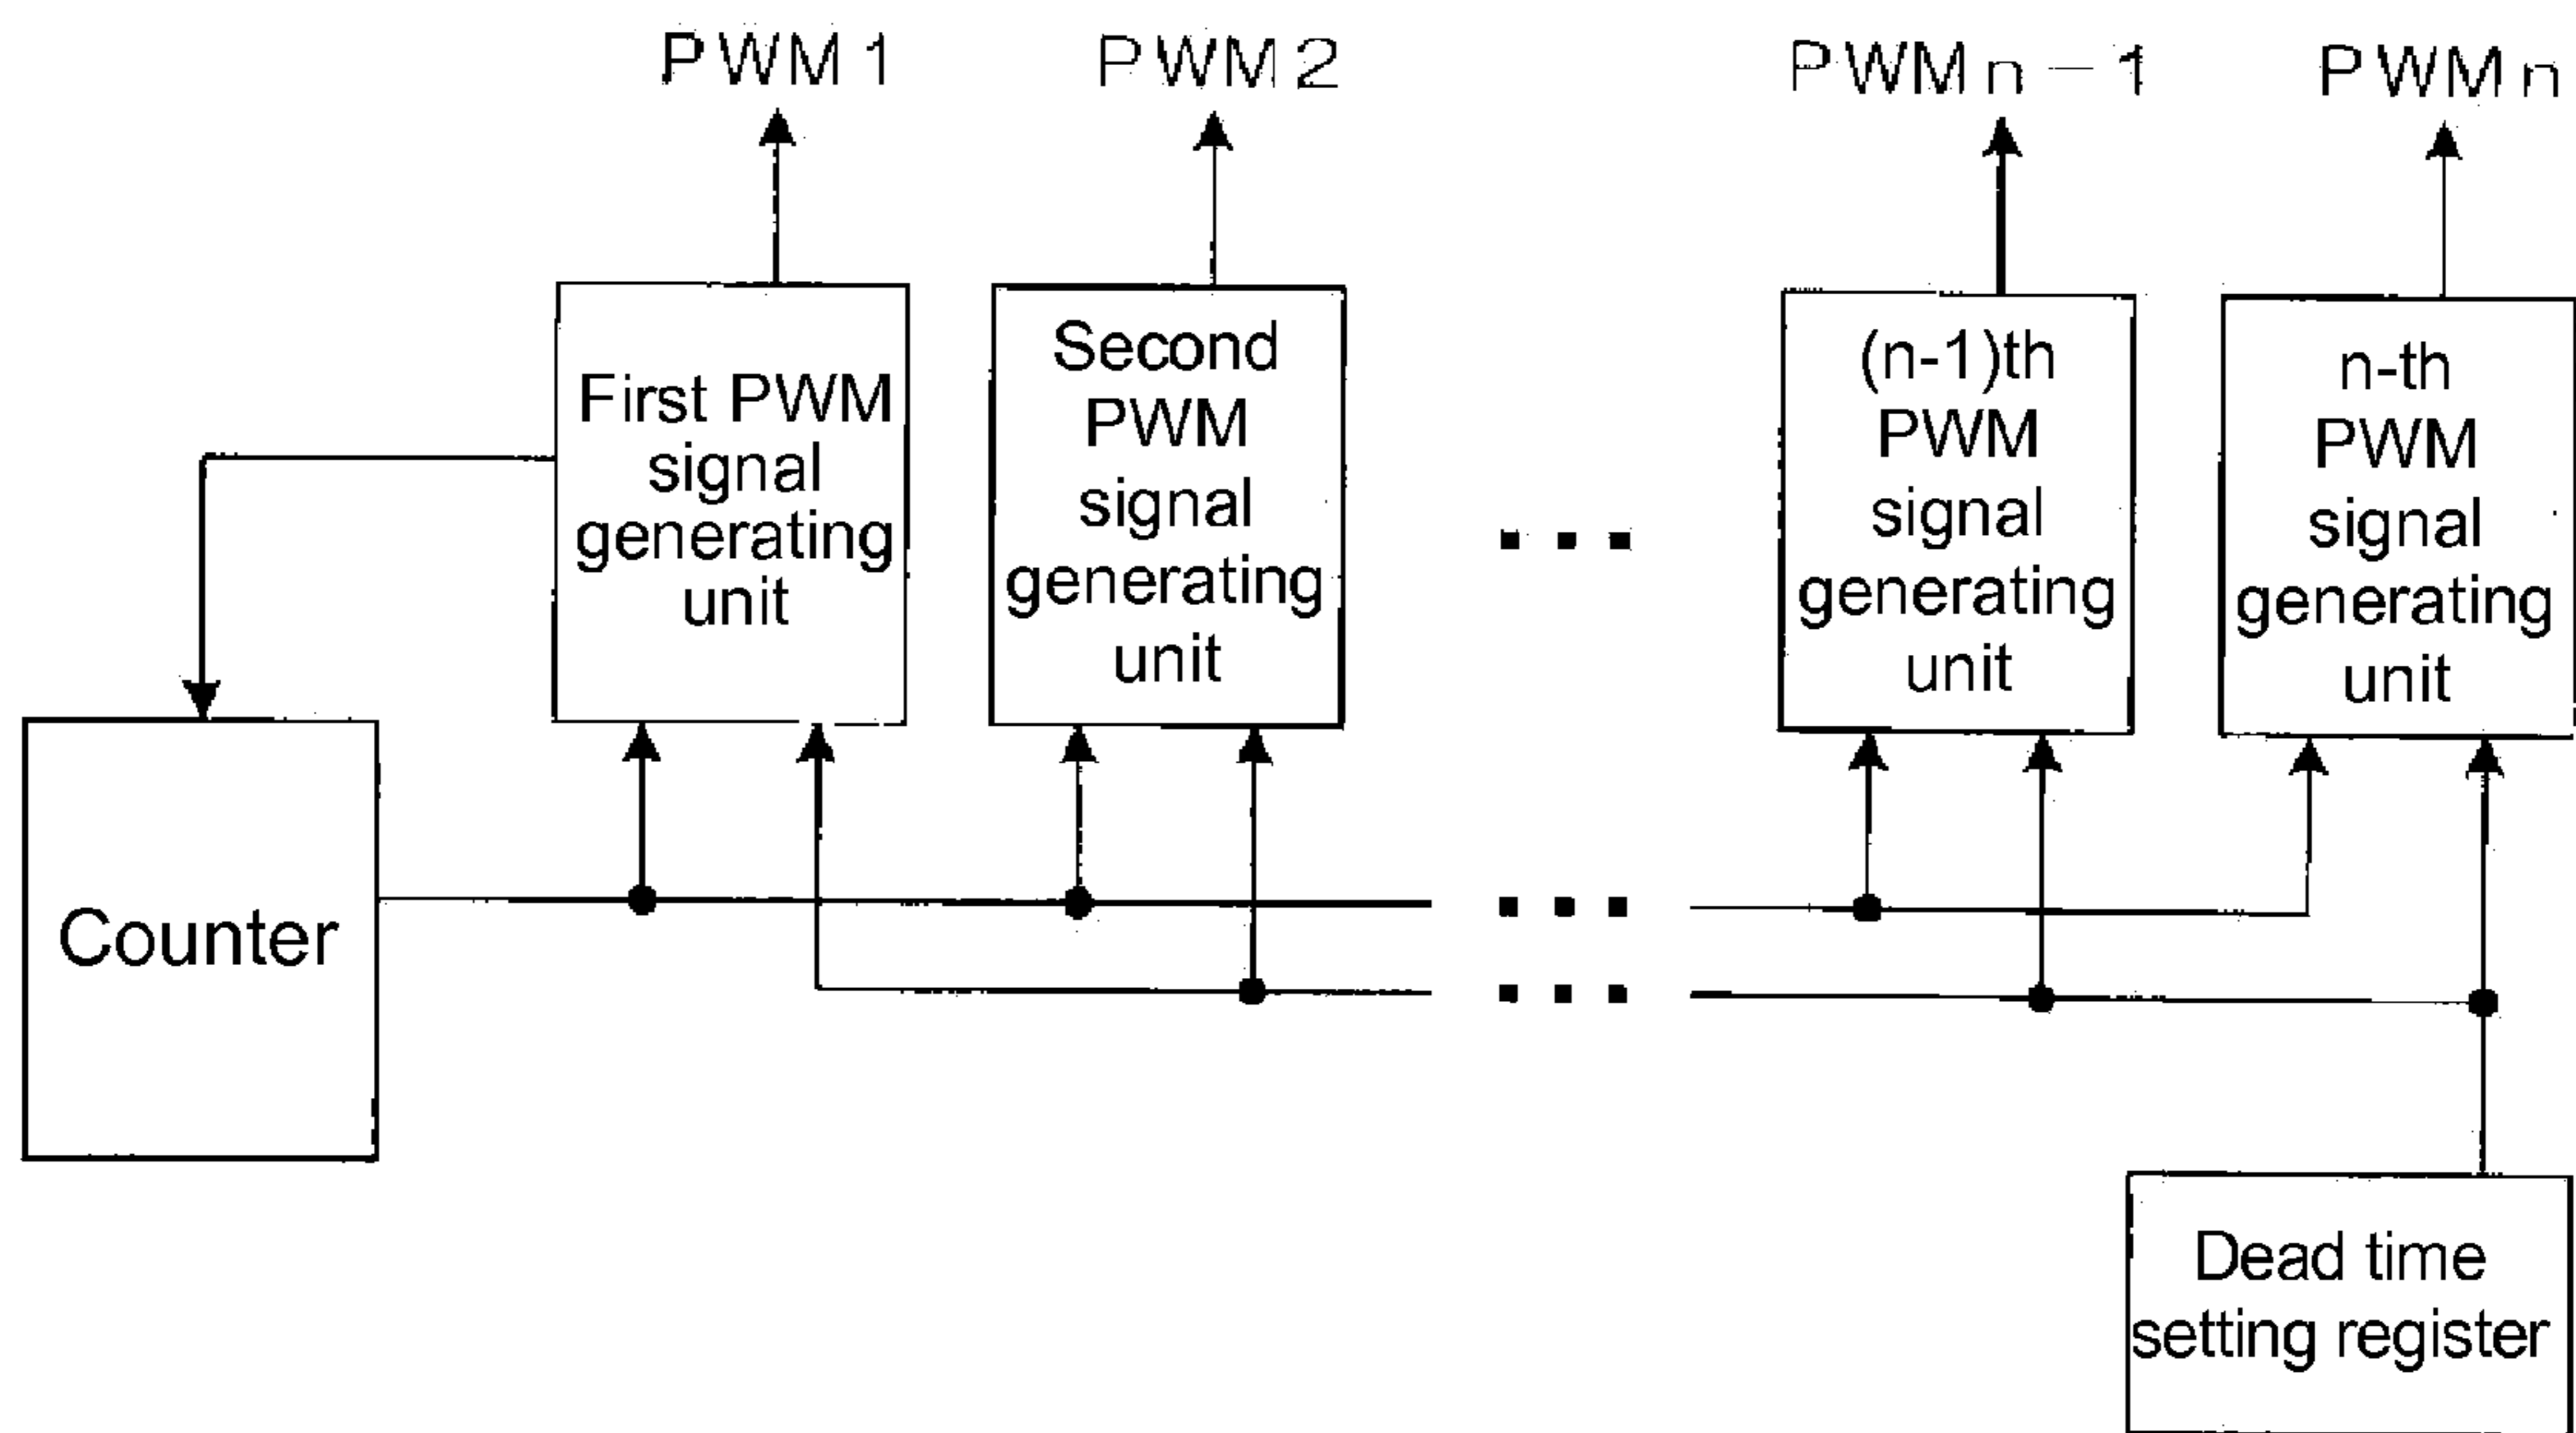 PWM1
PWM2
PWMn-1
PWMn
First PWM
signal
generating
unit
Second
PWM
signal
generating
unit
(n-1)th
PWM
signal
generating
unit
n-th
PWM
signal
generating
unit
Counter
Dead time
setting register